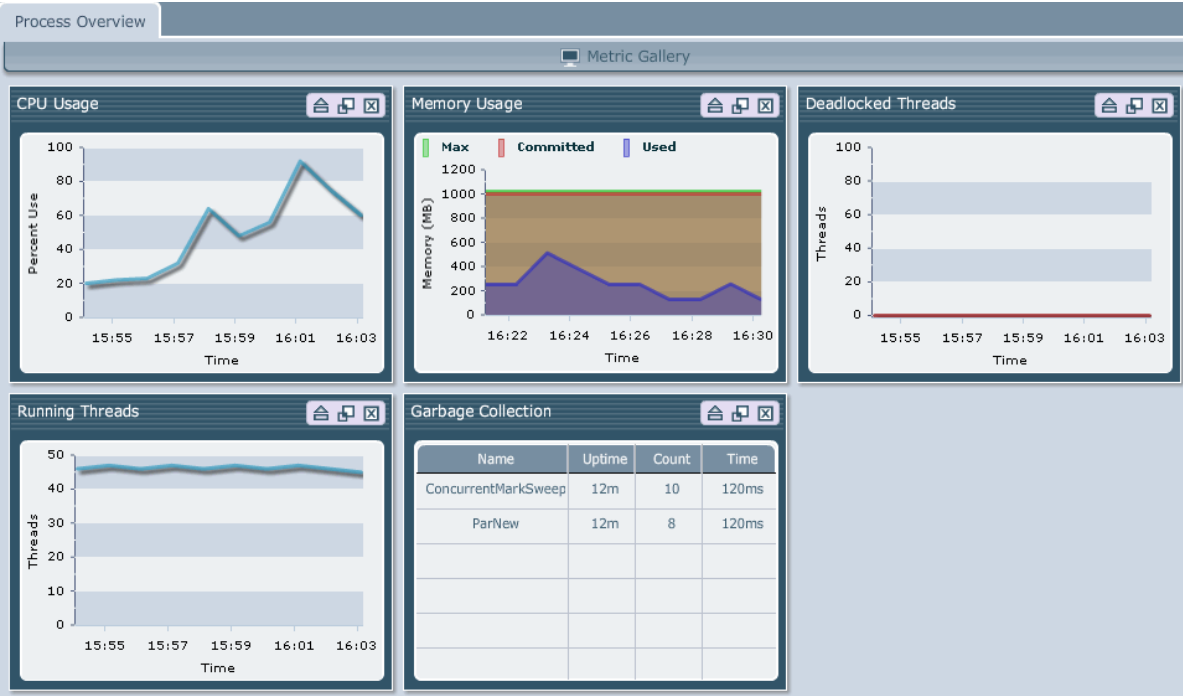 Process Overview
Metric Gallery
CPU Usage
100
80
60
40
20
0
Percent Use
15:55 15:57 15:59 16:01 16:03
Time
Memory Usage
Max Committed Used
1200
1000
800
600
400
200
0
Memory (MB)
16:22 16:24 16:26 16:28 16:30
Time
Deadlocked Threads
100
80
60
40
20
0
Threads
15:55 15:57 15:59 16:01 16:03
Time
Running Threads
50
40
30
20
10
0
Threads
15:55 15:57 15:59 16:01 16:03
Time
Garbage Collection
Name Uptime Count Time
ConcurrentMarkSweep 12m 10 120ms
ParNew 12m 8 120ms